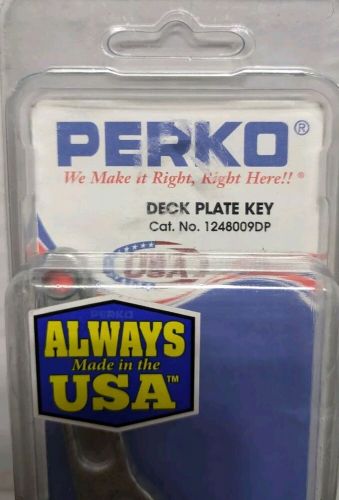 PERKO®
We Make it Right, Right Here!!®
DECK PLATE KEY
Cat. No. 1248009DP
USA
PERKO
ALWAYS
Made in the
USA™